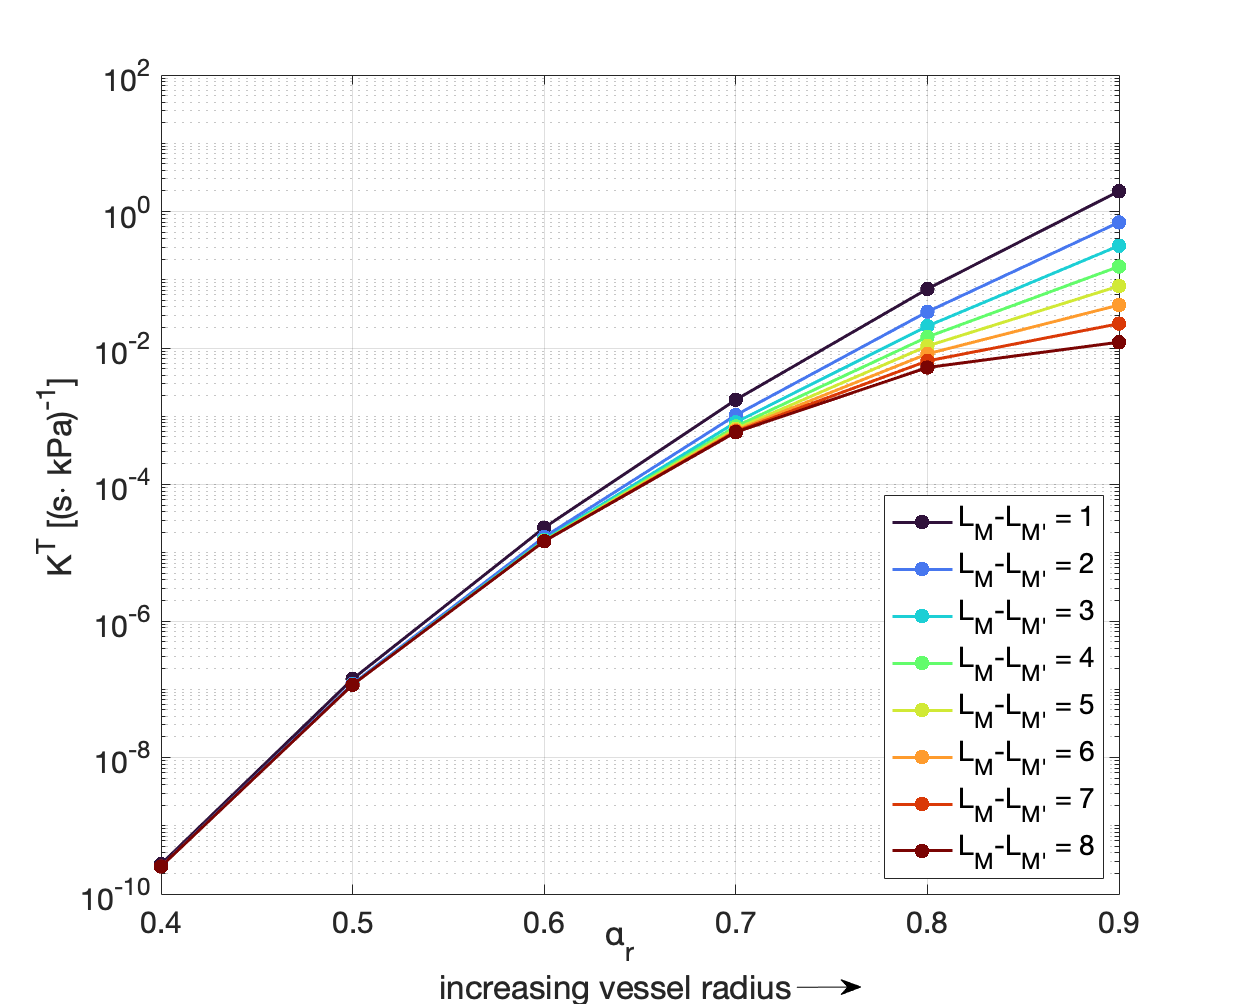 10^2
10^0
10^-2
10^-4
10^-6
10^-8
10^-10
K^T [(s· kPa)^-1]
L_M-L_M' = 1
L_M-L_M' = 2
L_M-L_M' = 3
L_M-L_M' = 4
L_M-L_M' = 5
L_M-L_M' = 6
L_M-L_M' = 7
L_M-L_M' = 8
0.4 0.5 0.6 0.7 0.8 0.9
α_r
increasing vessel radius